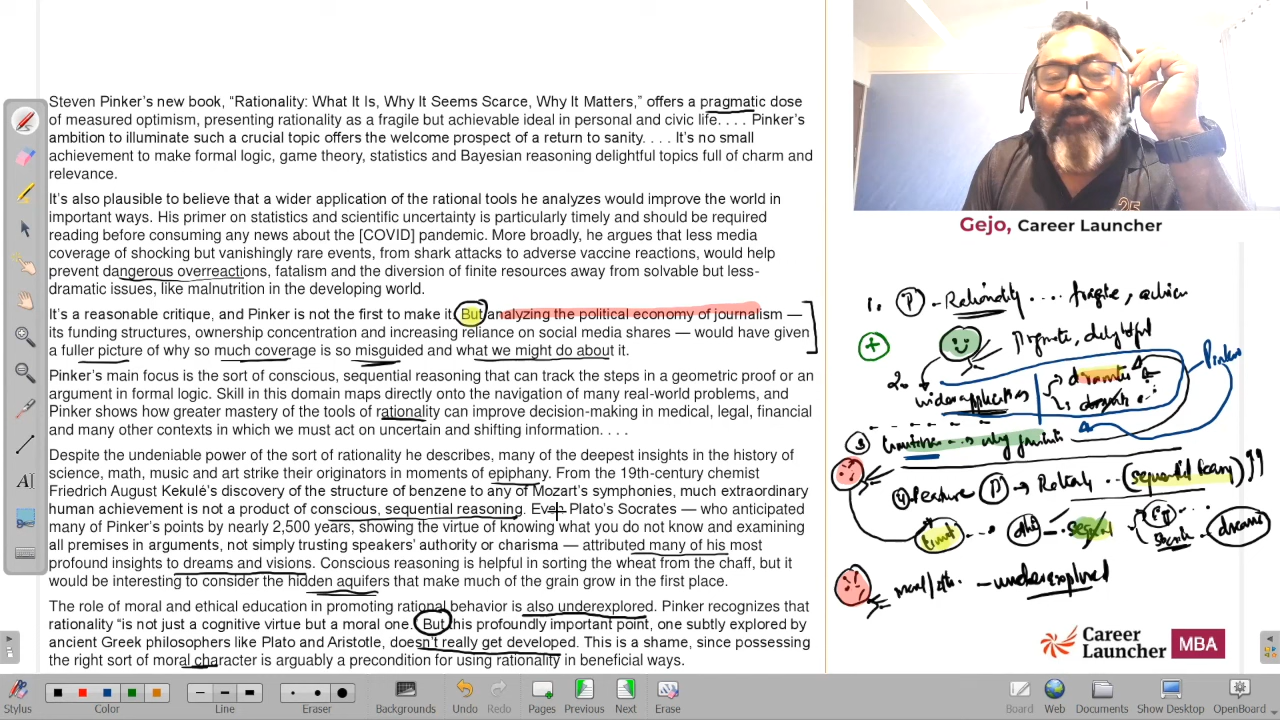 Steven Pinker's new book, "Rationality: What It Is, Why It Seems Scarce, Why It Matters," offers a pragmatic dose
of measured optimism, presenting rationality as a fragile but achievable ideal in personal and civic life. . . . Pinker's
ambition to illuminate such a crucial topic offers the welcome prospect of a return to sanity. . . . It's no small
achievement to make formal logic, game theory, statistics and Bayesian reasoning delightful topics full of charm and
relevance.
It's also plausible to believe that a wider application of the rational tools he analyzes would improve the world in
important ways. His primer on statistics and scientific uncertainty is particularly timely and should be required
reading before consuming any news about the [COVID] pandemic. More broadly, he argues that less media
coverage of shocking but vanishingly rare events, from shark attacks to adverse vaccine reactions, would help
prevent dangerous overreactions, fatalism and the diversion of finite resources away from solvable but less-
dramatic issues, like malnutrition in the developing world.
It's a reasonable critique, and Pinker is not the first to make it. But analyzing the political economy of journalism —
its funding structures, ownership concentration and increasing reliance on social media shares — would have given
a fuller picture of why so much coverage is so misguided and what we might do about it.
Pinker's main focus is the sort of conscious, sequential reasoning that can track the steps in a geometric proof or an
argument in formal logic. Skill in this domain maps directly onto the navigation of many real-world problems, and
Pinker shows how greater mastery of the tools of rationality can improve decision-making in medical, legal, financial
and many other contexts in which we must act on uncertain and shifting information. . . .
Despite the undeniable power of the sort of rationality he describes, many of the deepest insights in the history of
science, math, music and art strike their originators in moments of epiphany. From the 19th-century chemist
Friedrich August Kekulé's discovery of the structure of benzene to any of Mozart's symphonies, much extraordinary
human achievement is not a product of conscious, sequential reasoning. Even Plato's Socrates — who anticipated
many of Pinker's points by nearly 2,500 years, showing the virtue of knowing what you do not know and examining
all premises in arguments, not simply trusting speakers' authority or charisma — attributed many of his most
profound insights to dreams and visions. Conscious reasoning is helpful in sorting the wheat from the chaff, but it
would be interesting to consider the hidden aquifers that make much of the grain grow in the first place.
The role of moral and ethical education in promoting rational behavior is also underexplored. Pinker recognizes that
rationality "is not just a cognitive virtue but a moral one." But this profoundly important point, one subtly explored by
ancient Greek philosophers like Plato and Aristotle, doesn't really get developed. This is a shame, since possessing
the right sort of moral character is arguably a precondition for using rationality in beneficial ways.
25
Gejo, Career Launcher
1. P - Rationality .... fragile,
+ Pragmatic, delightful
2. Pinker
wider application
3
4 P → sequential
dreams
moral/eth. - underexplored
Career
Launcher MBA
Stylus Color Line Eraser Backgrounds Undo Redo Pages Previous Next Erase Board Web Documents Show Desktop OpenBoard